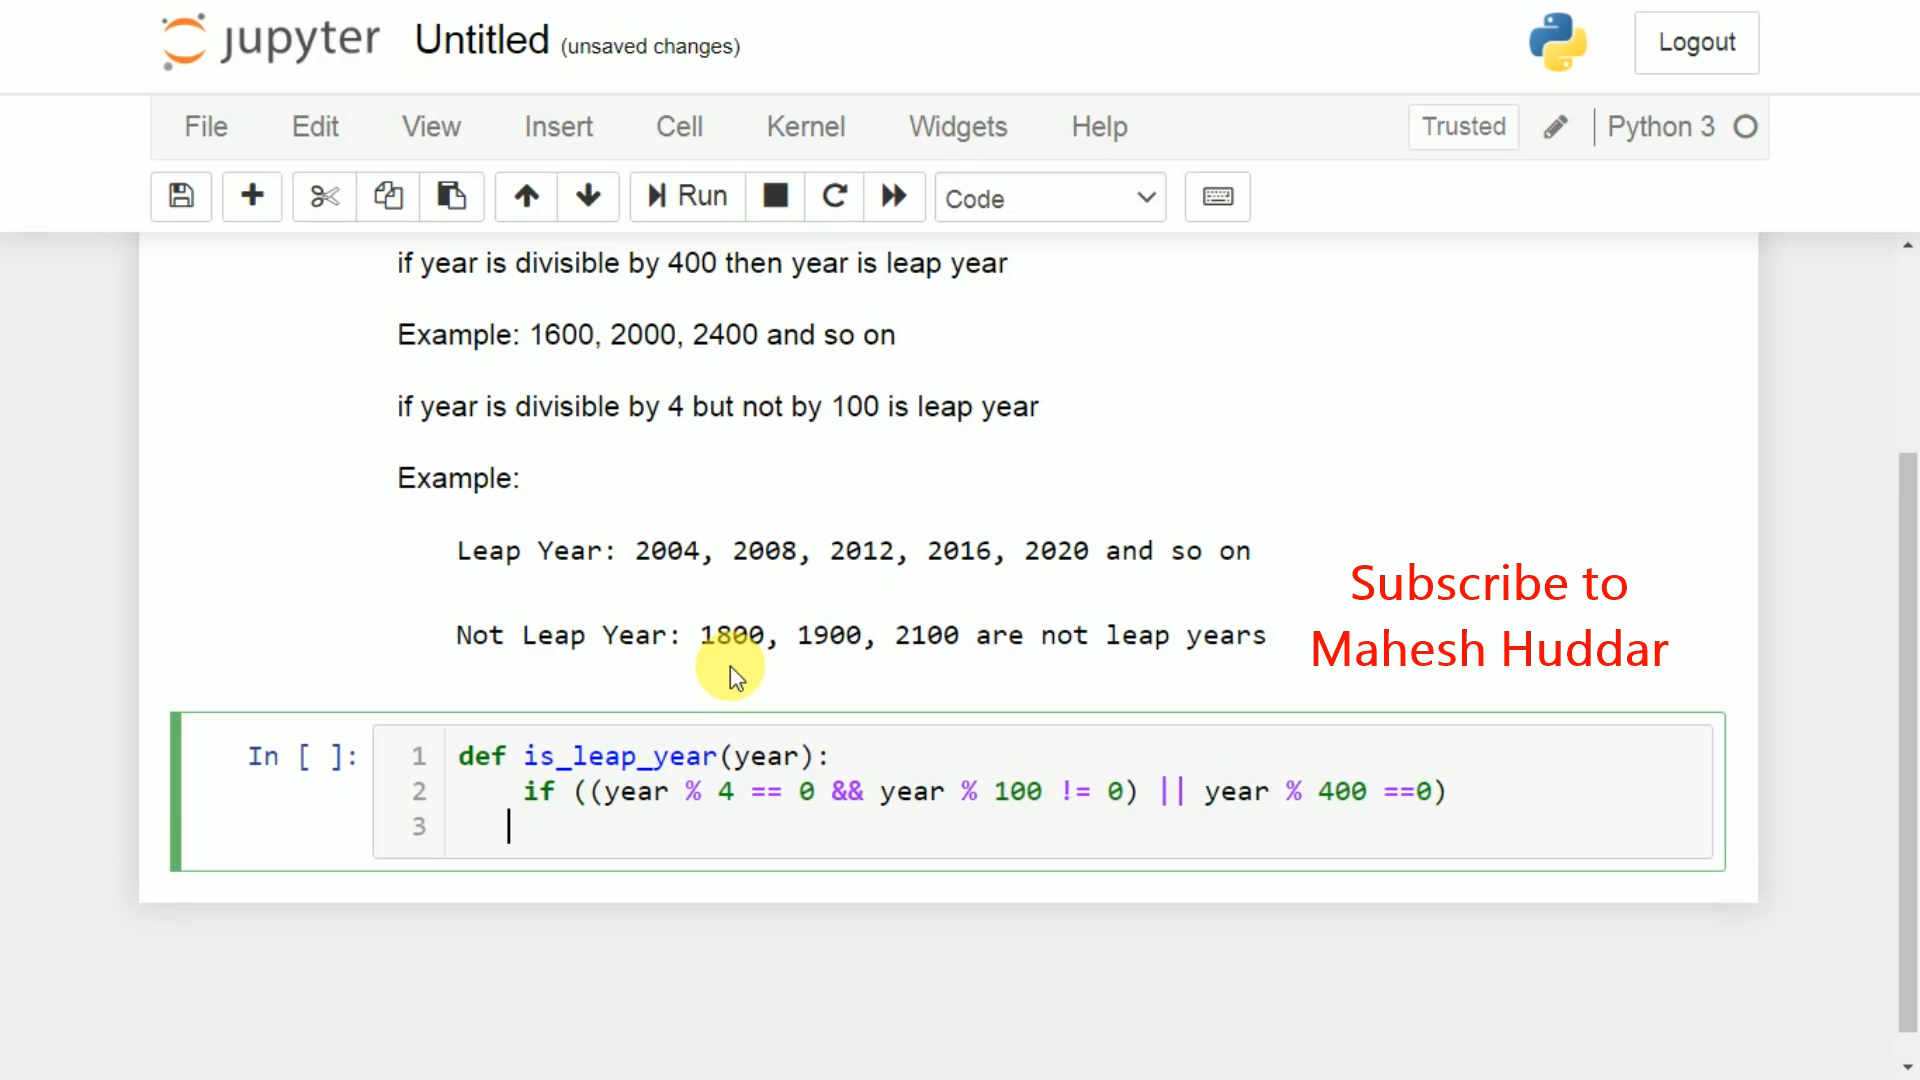 jupyter Untitled (unsaved changes)
Logout
File Edit View Insert Cell Kernel Widgets Help Trusted Python 3
Run Code
if year is divisible by 400 then year is leap year
Example: 1600, 2000, 2400 and so on
if year is divisible by 4 but not by 100 is leap year
Example:
Leap Year: 2004, 2008, 2012, 2016, 2020 and so on
Not Leap Year: 1800, 1900, 2100 are not leap years
Subscribe to
Mahesh Huddar
In [ ]: 1 def is_leap_year(year):
2 if ((year % 4 == 0 && year % 100 != 0) || year % 400 ==0)
3